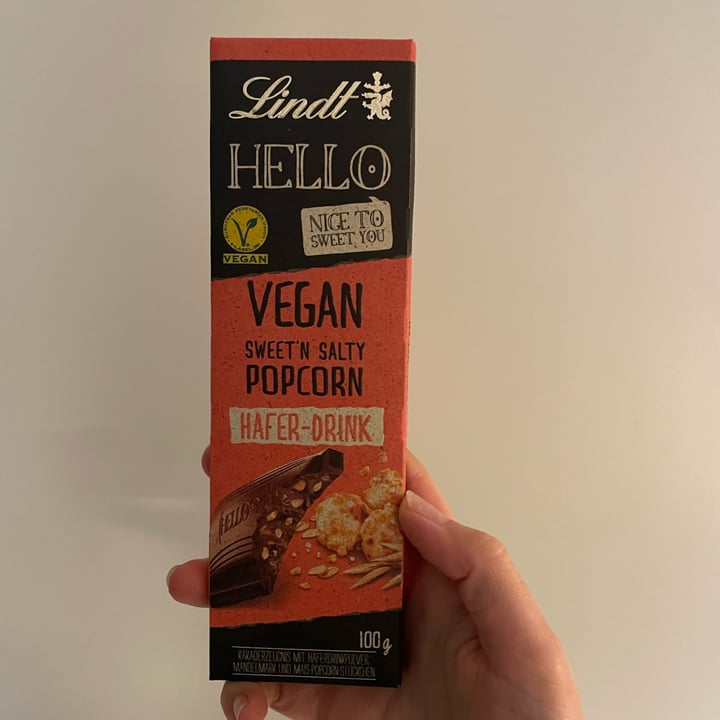 Lindt
HELLO
NICE TO
SWEET YOU
VEGAN
VEGAN
SWEET'N SALTY
POPCORN
HAFER-DRINK
HELLO
100g
KAKAOERZEUGNIS MIT HAFERDRINKPULVER,
MANDELMARK UND MAIS-POPCORN-STÜCKCHEN